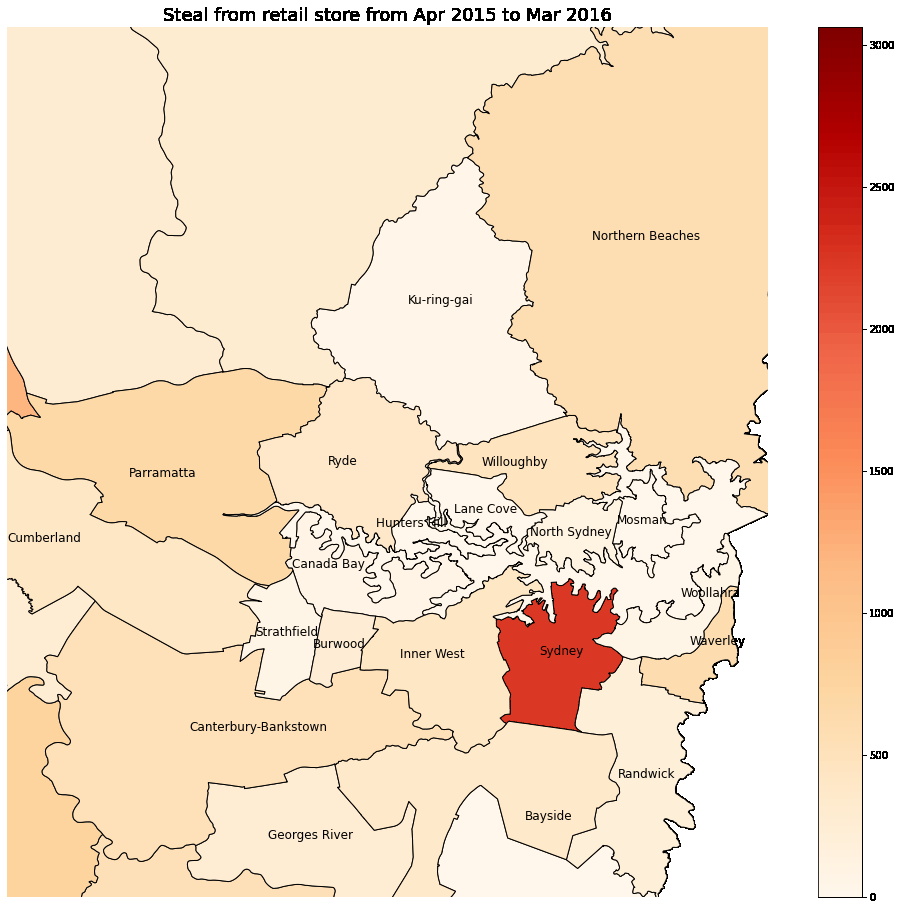 Steal from retail store from Apr 2015 to Mar 2016
3000
2500
2000
1500
1000
500
0
Northern Beaches
Ku-ring-gai
Ryde
Willoughby
Parramatta
Lane Cove
Hunters Hill
North Sydney
Mosman
Cumberland
Canada Bay
Woollahra
Strathfield
Burwood
Inner West
Sydney
Waverley
Canterbury-Bankstown
Randwick
Bayside
Georges River